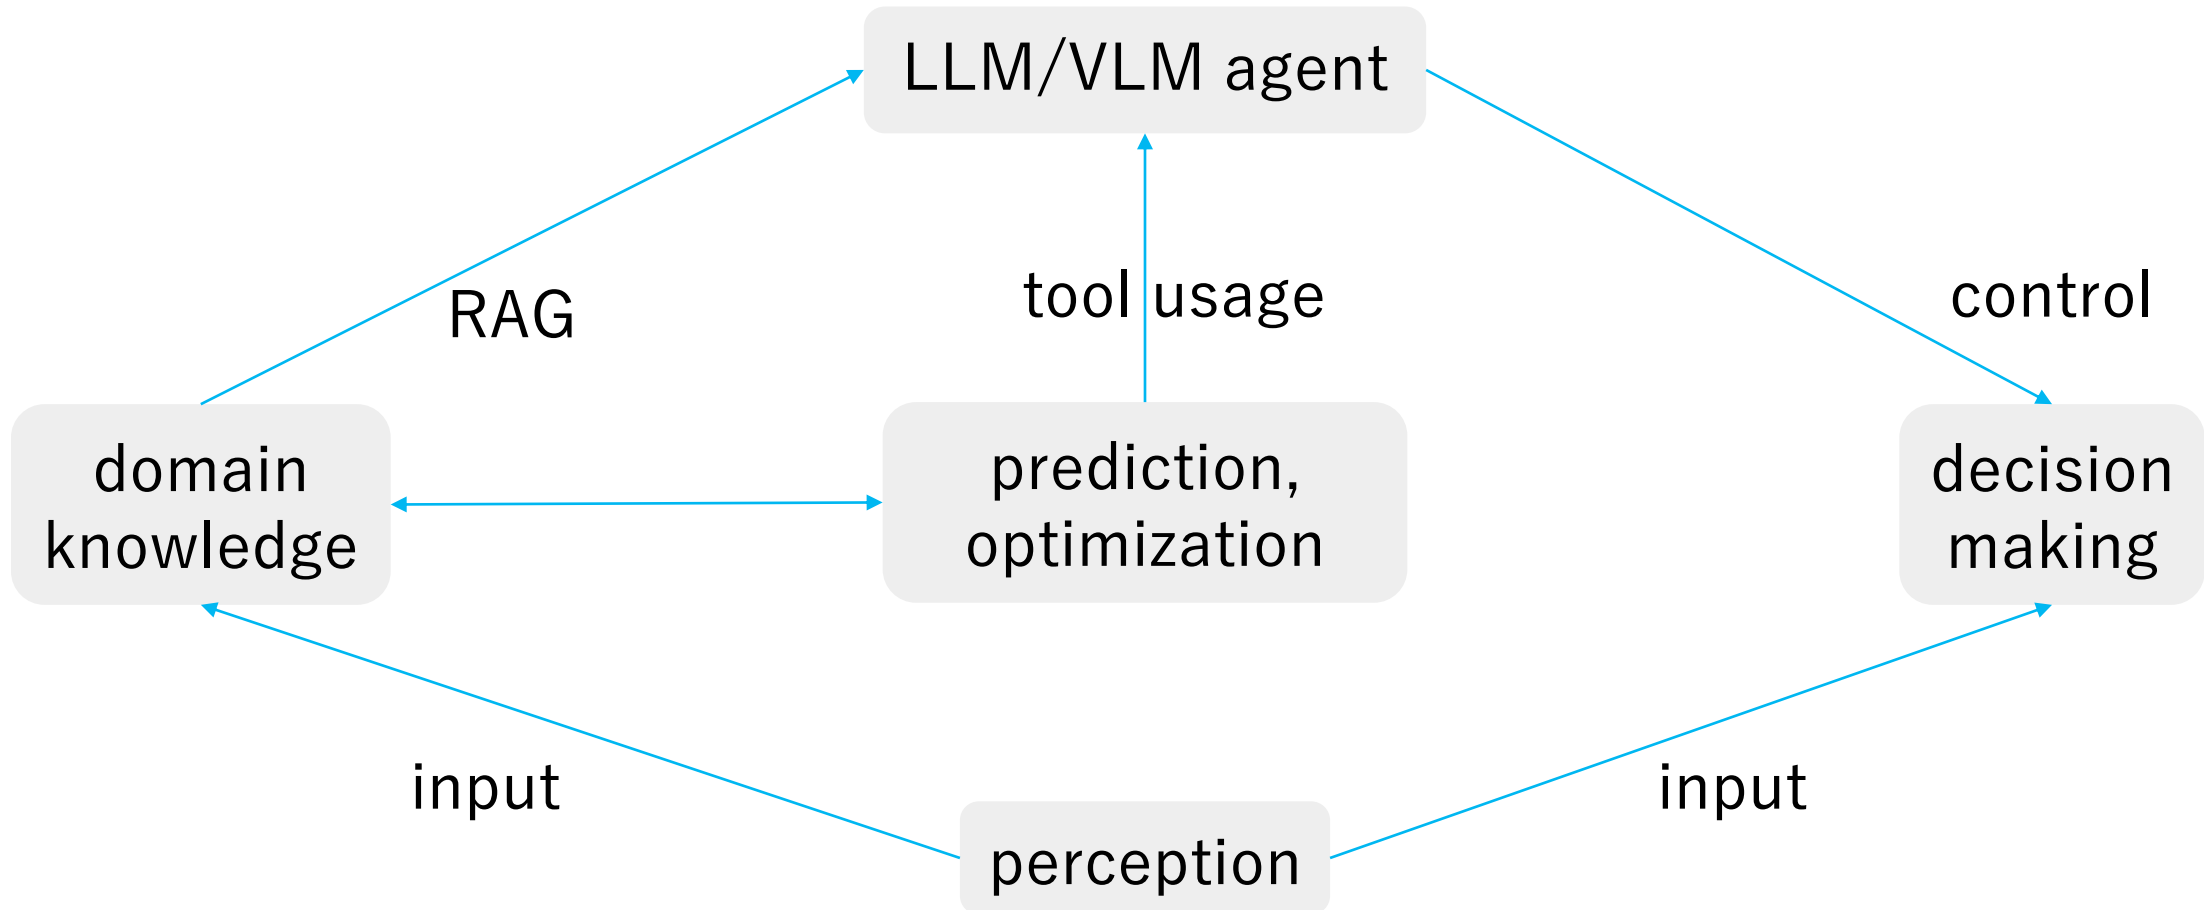 LLM/VLM agent
RAG
tool usage
control
domain
knowledge
prediction,
optimization
decision
making
input
input
perception